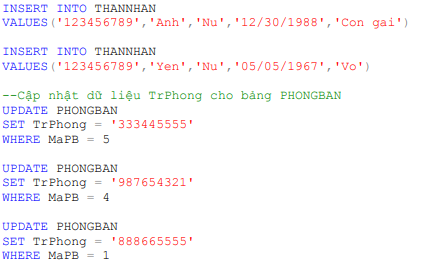 INSERT INTO THANNHAN
VALUES('123456789','Anh','Nu','12/30/1988','Con gai')
INSERT INTO THANNHAN
VALUES('123456789','Yen','Nu','05/05/1967','Vo')
--Cập nhật dữ liệu TrPhong cho bảng PHONGBAN
UPDATE PHONGBAN
SET TrPhong = '333445555'
WHERE MaPB = 5
UPDATE PHONGBAN
SET TrPhong = '987654321'
WHERE MaPB = 4
UPDATE PHONGBAN
SET TrPhong = '888665555'
WHERE MaPB = 1